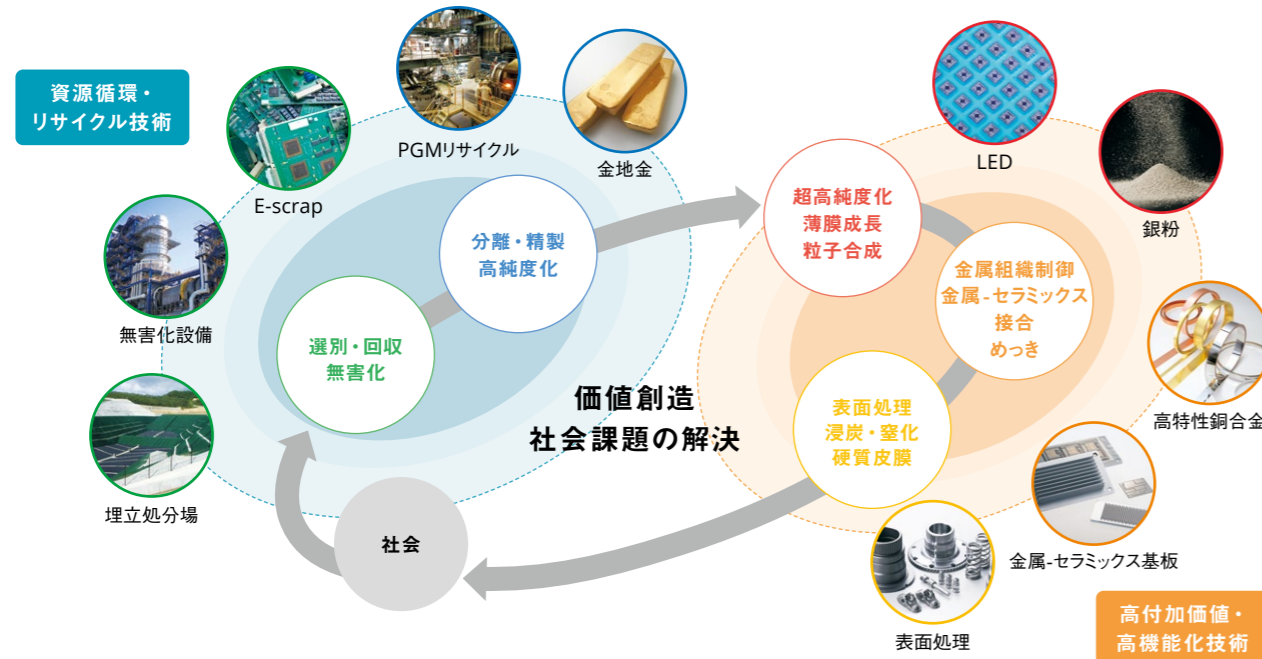 資源循環・
リサイクル技術
E-scrap
PGMリサイクル
金地金
無害化設備
埋立処分場
選別・回収
無害化
分離・精製
高純度化
価値創造
社会課題の解決
社会
超高純度化
薄膜成長
粒子合成
金属組織制御
金属-セラミックス
接合
めっき
表面処理
浸炭・窒化
硬質皮膜
LED
銀粉
高特性銅合金
金属-セラミックス基板
表面処理
高付加価値・
高機能化技術